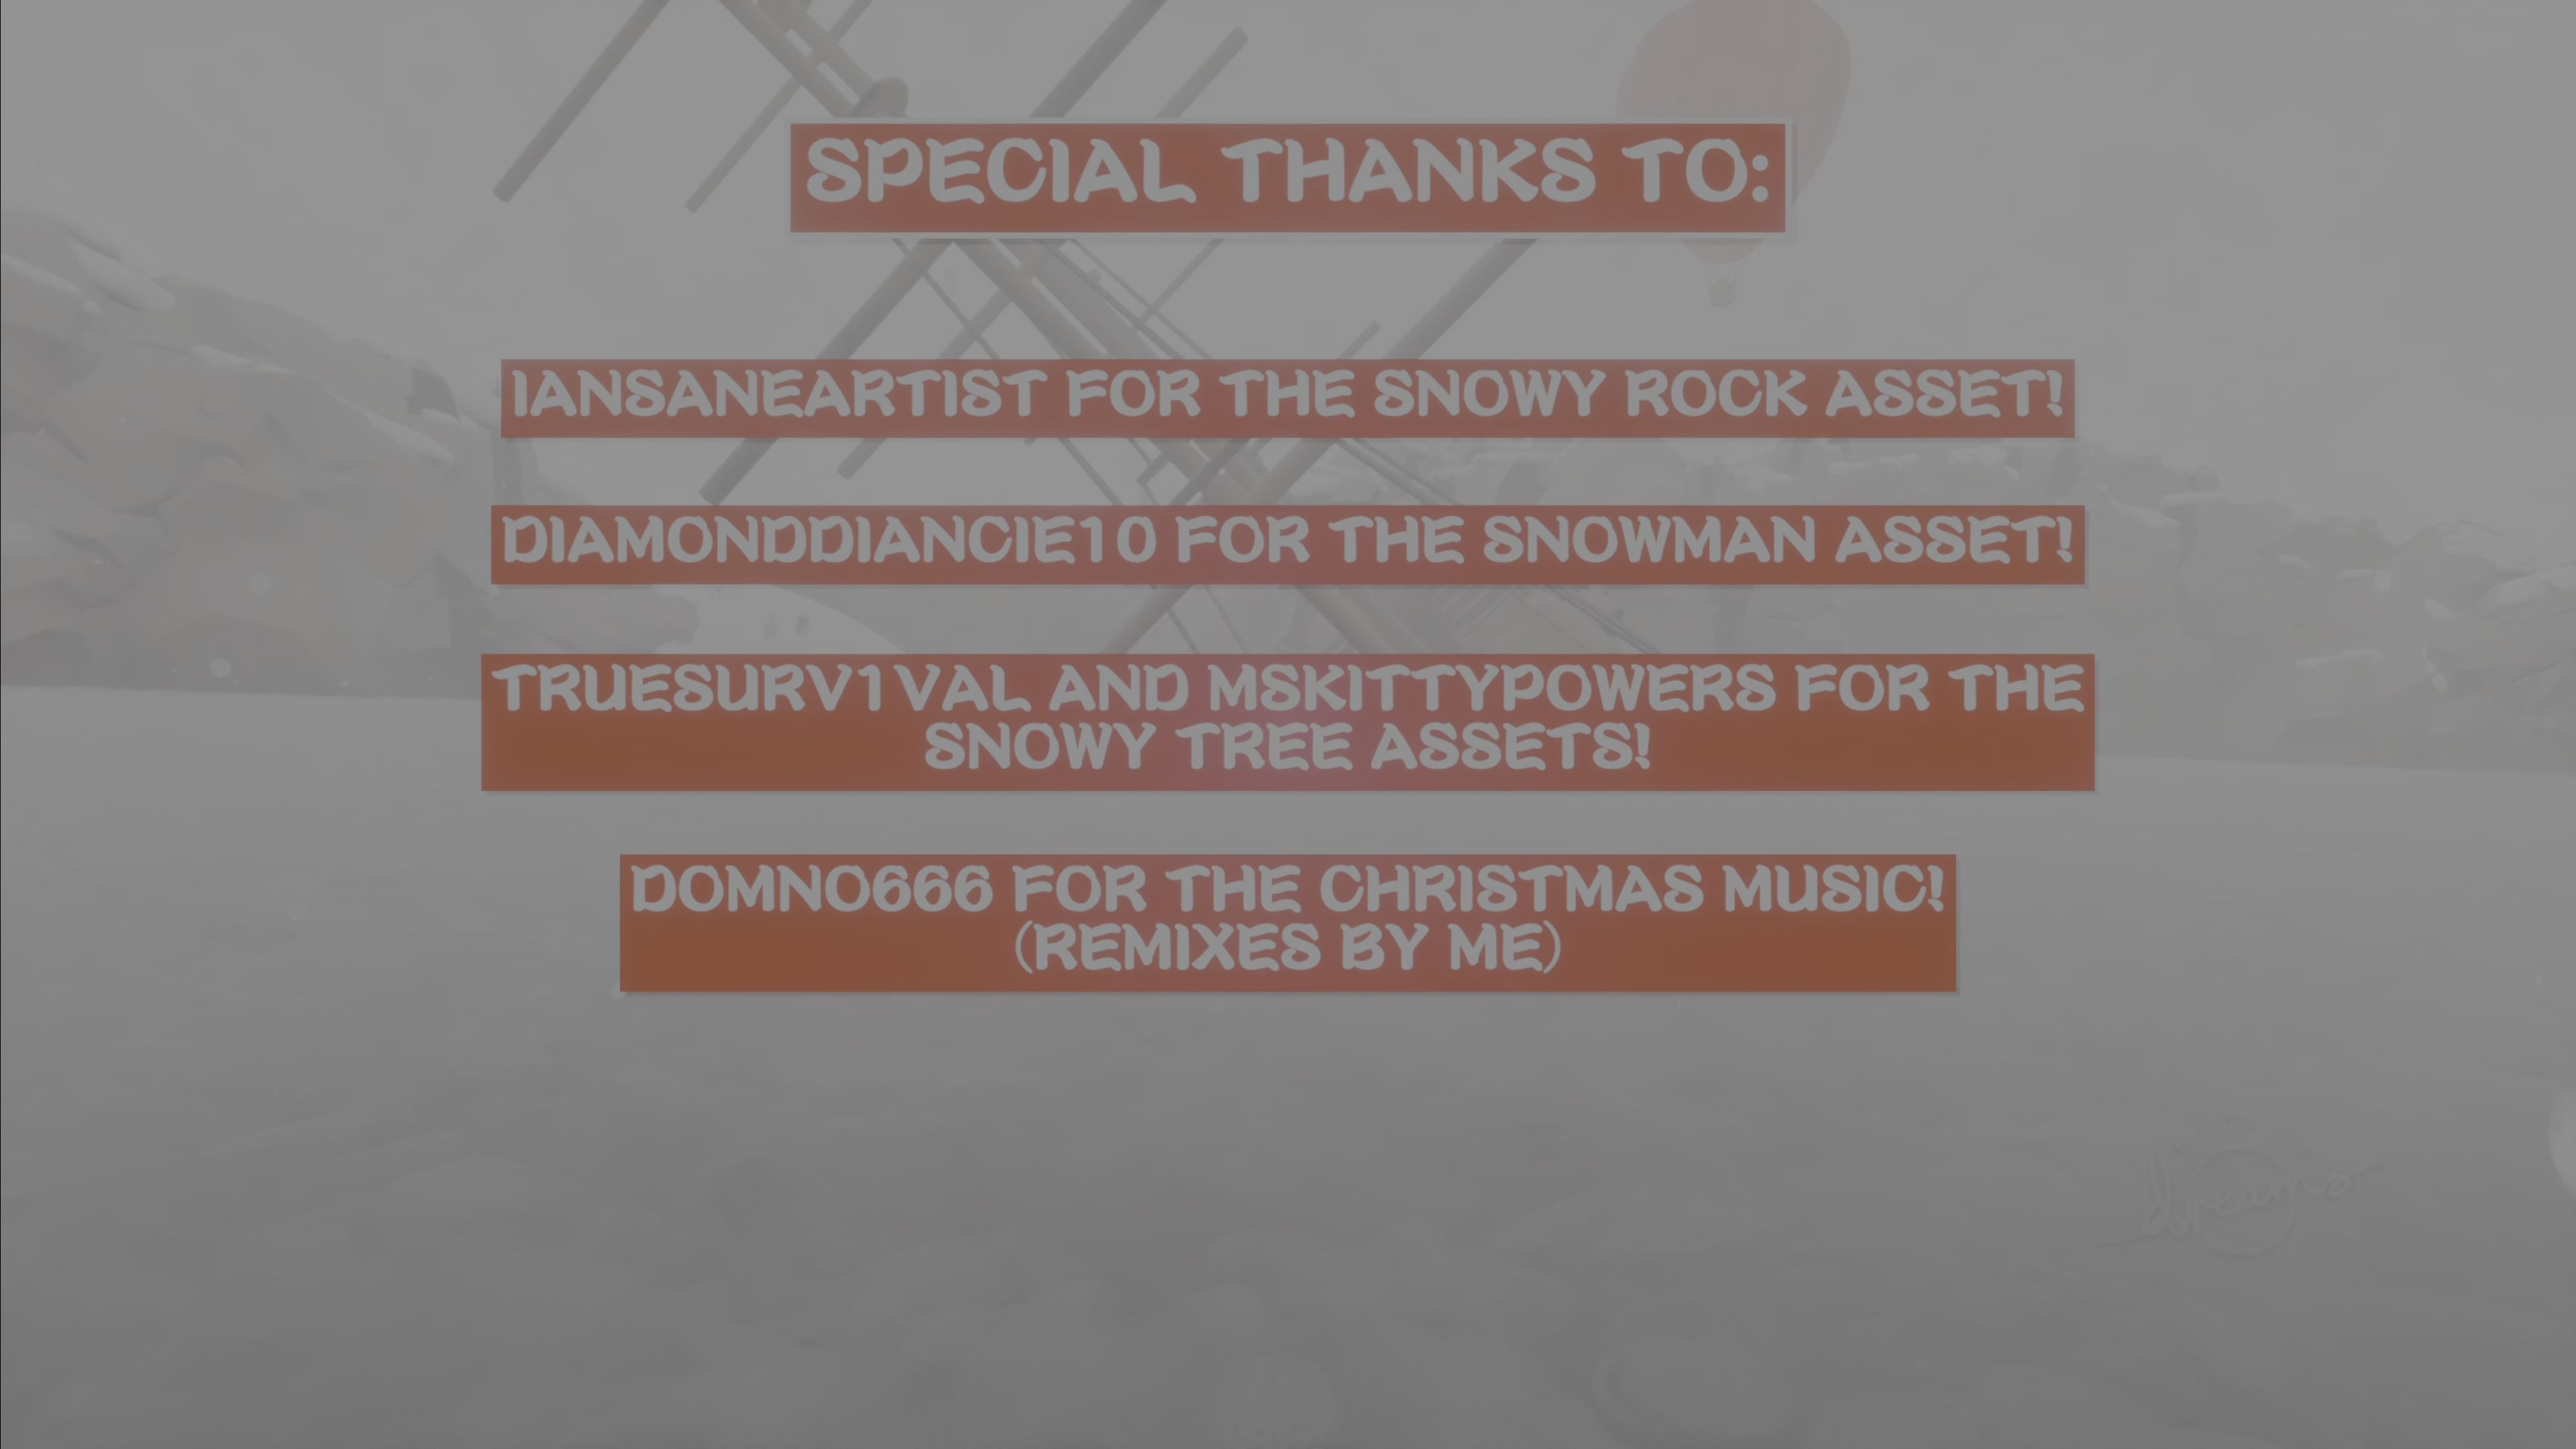 SPECIAL THANKS TO:
IANSANEARTIST FOR THE SNOWY ROCK ASSET!
DIAMONDDIANCIE10 FOR THE SNOWMAN ASSET!
TRUESURV1VAL AND MSKITTYPOWERS FOR THE
SNOWY TREE ASSETS!
DOMNO666 FOR THE CHRISTMAS MUSIC!
(REMIXES BY ME)
dreams